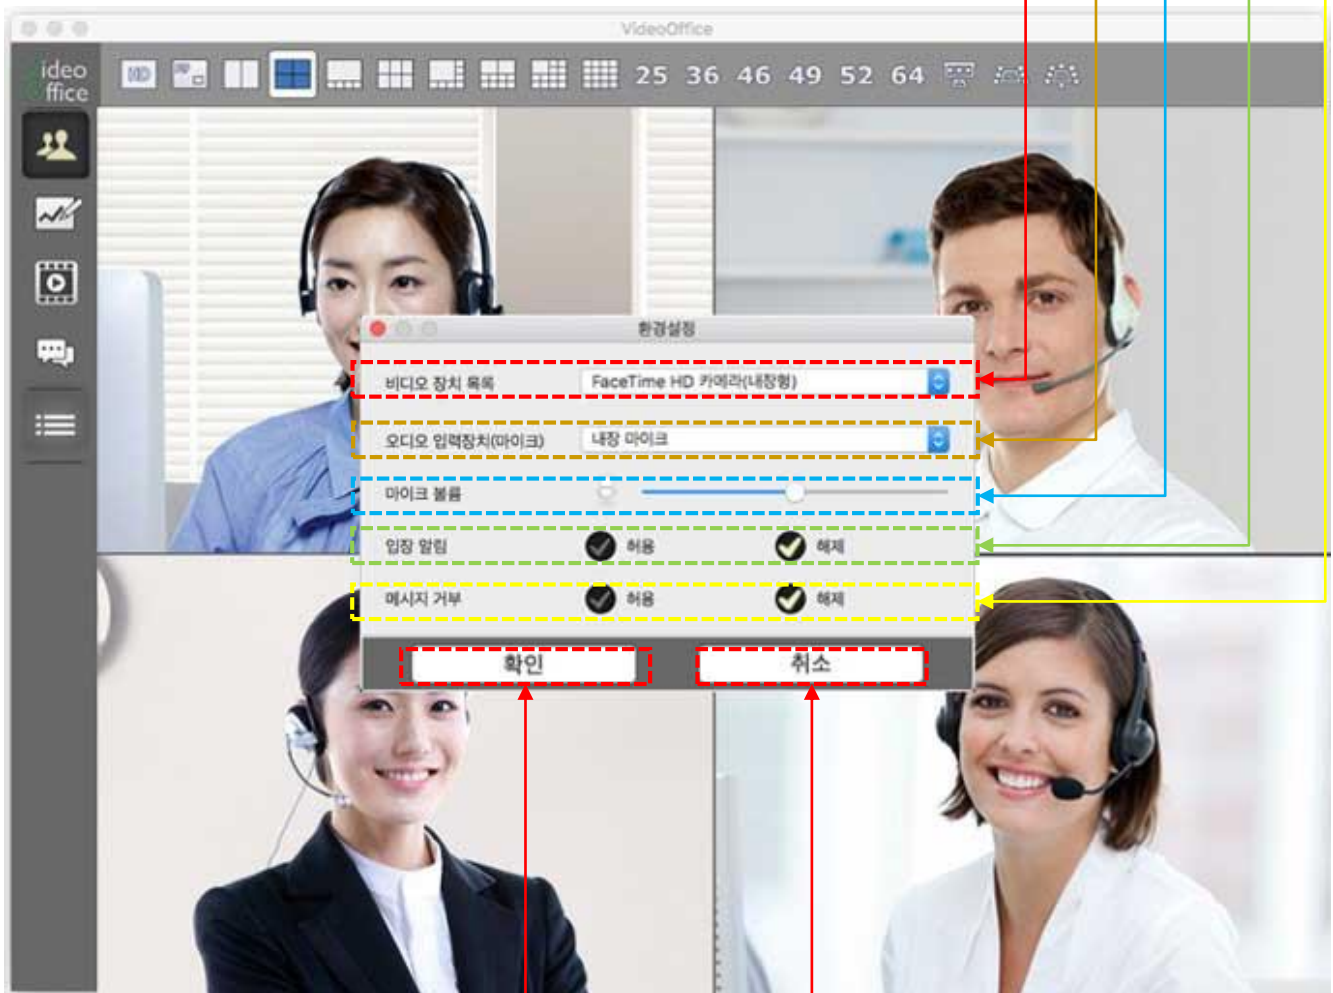 VideoOffice
ideo
ffice
HD
25 36 46 49 52 64
환경설정
비디오 장치 목록 FaceTime HD 카메라(내장형)
오디오 입력장치(마이크) 내장 마이크
마이크 볼륨
입장 알림 허용 해제
메시지 거부 허용 해제
확인 취소